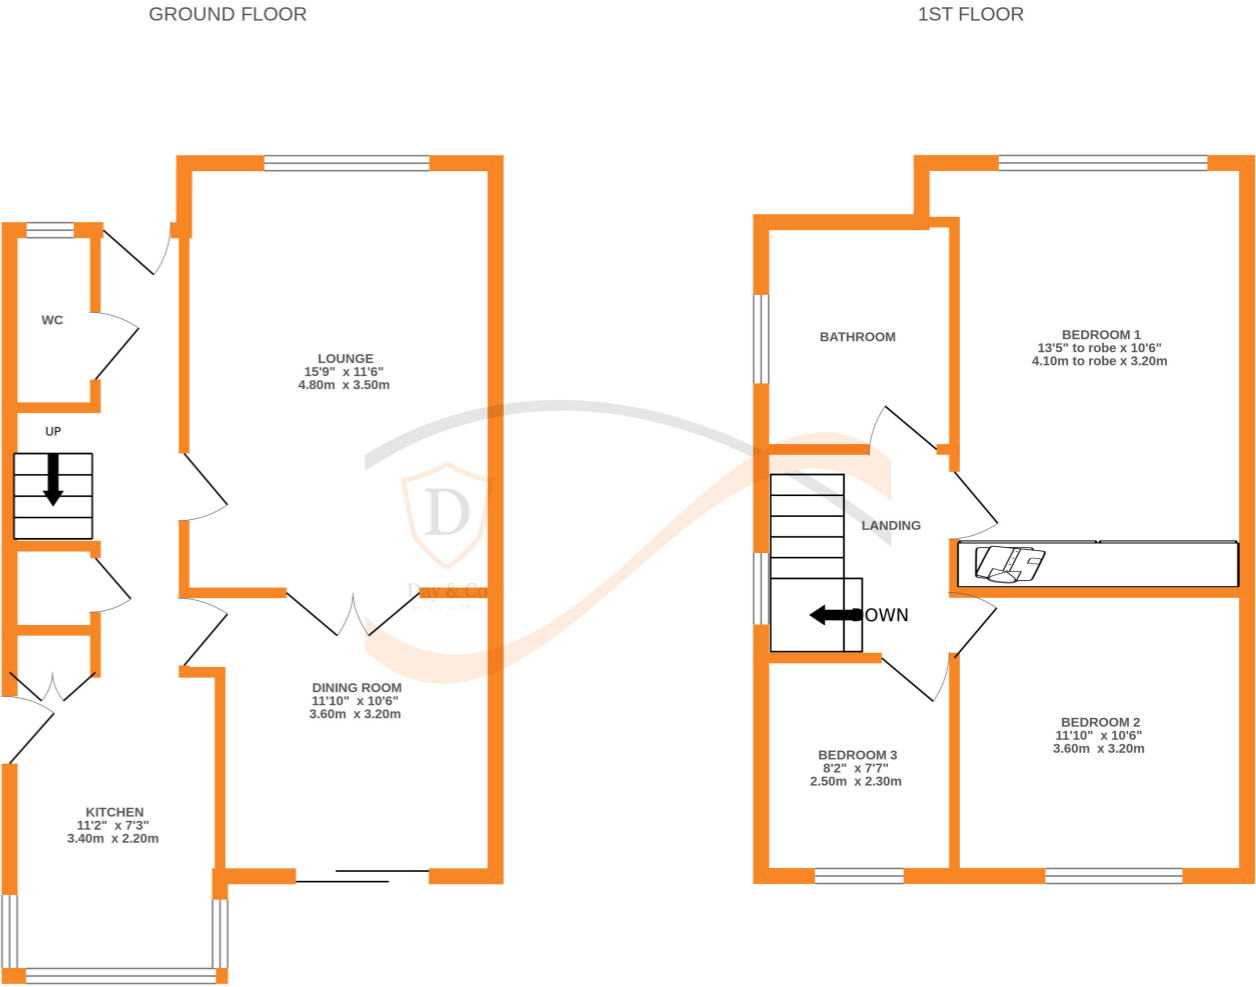 GROUND FLOOR
1ST FLOOR
WC
UP
LOUNGE
15'9" x 11'6"
4.80m x 3.50m
D
Day & Co
DINING ROOM
11'10" x 10'6"
3.60m x 3.20m
KITCHEN
11'2" x 7'3"
3.40m x 2.20m
BATHROOM
BEDROOM 1
13'5" to robe x 10'6"
4.10m to robe x 3.20m
LANDING
DOWN
BEDROOM 2
11'10" x 10'6"
3.60m x 3.20m
BEDROOM 3
8'2" x 7'7"
2.50m x 2.30m